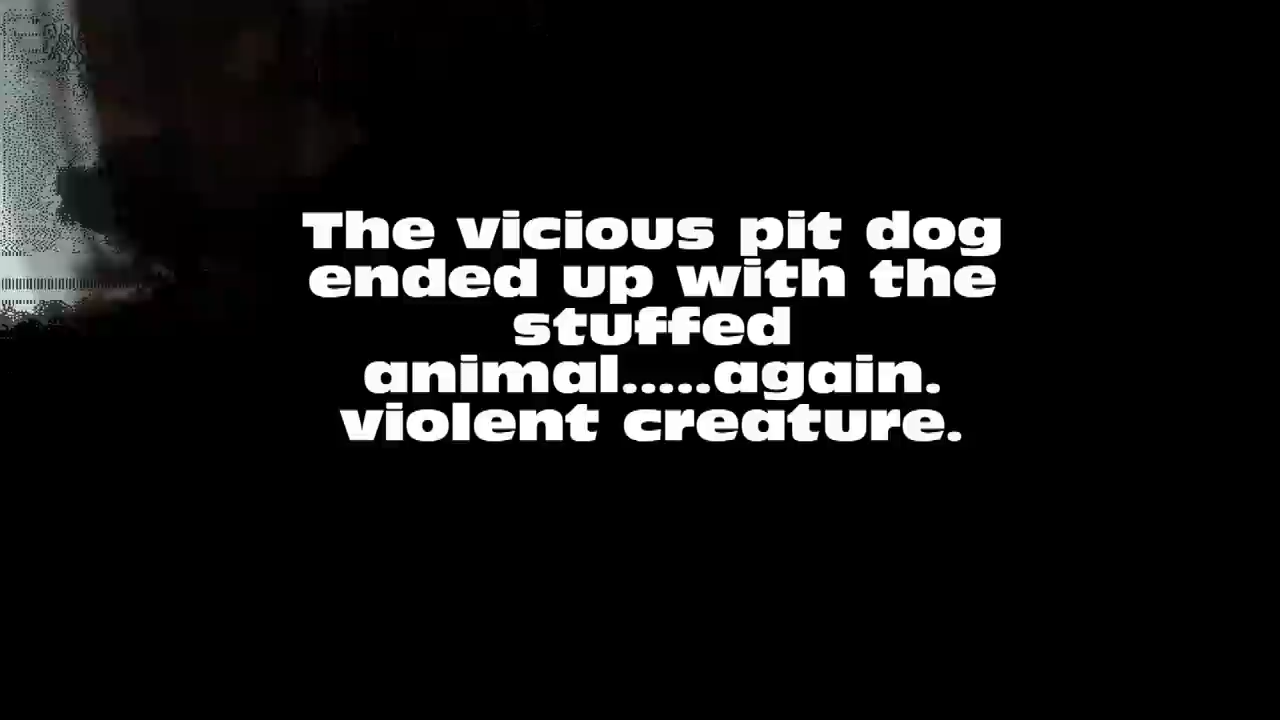 The vicious pit dog
ended up with the
stuffed
animal.....again.
violent creature.